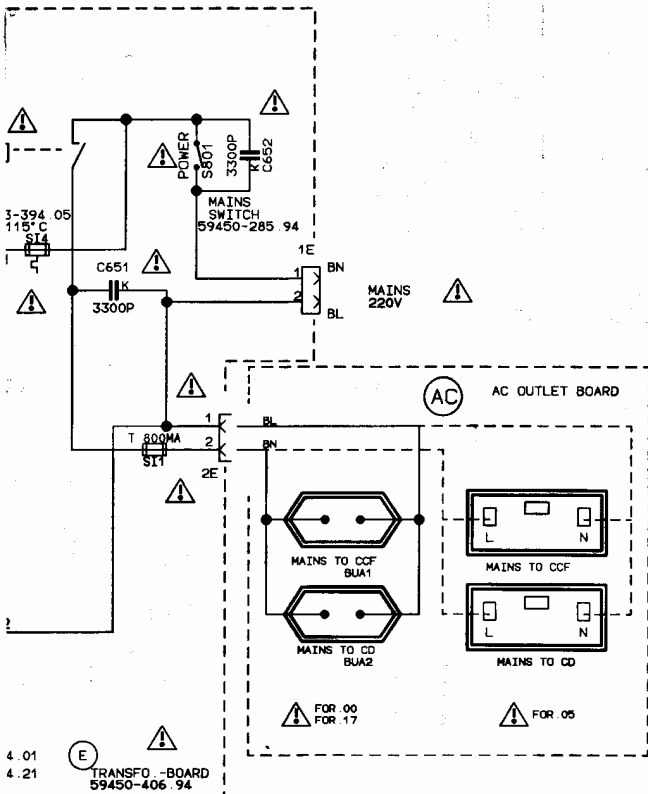 POWER
S801
3300P
K
C652
MAINS
SWITCH
59450-285.94
3-394.05
115°C
SI4
C651
K
3300P
1E
1
BN
2
BL
MAINS
220V
AC
AC OUTLET BOARD
1
BL
T 800MA
2
BN
SI1
2E
L
N
MAINS TO CCF
BUA1
MAINS TO CCF
L
N
MAINS TO CD
BUA2
MAINS TO CD
FOR.00
FOR.17
FOR.05
4.01
4.21
E
TRANSFO.-BOARD
59450-406.94